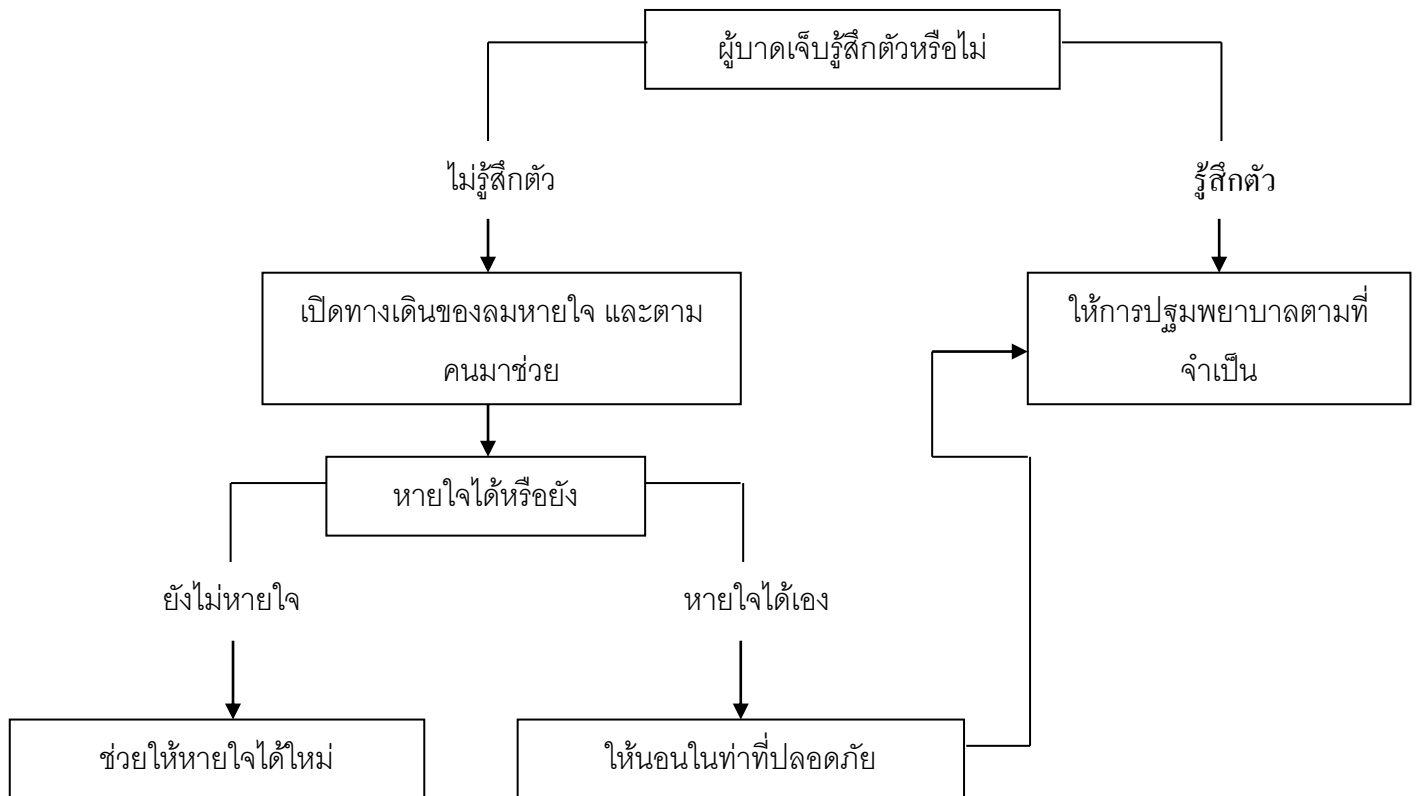 ผู้บาดเจ็บรู้สึกตัวหรือไม่
ไม่รู้สึกตัว
รู้สึกตัว
เปิดทางเดินของลมหายใจ และตาม
คนมาช่วย
ให้การปฐมพยาบาลตามที่
จำเป็น
หายใจได้หรือยัง
ยังไม่หายใจ
หายใจได้เอง
ช่วยให้หายใจได้ใหม่
ให้นอนในท่าที่ปลอดภัย